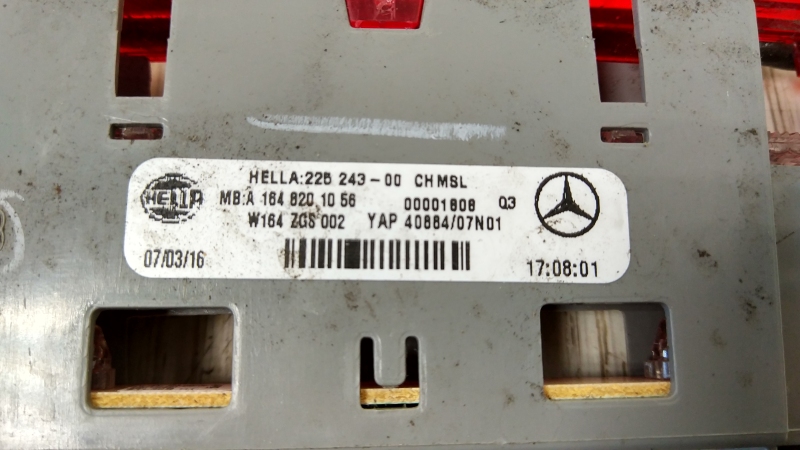 HELLA:225 243-00 CHMSL
HELLA
MB:A 164 820 10 56 00001808 Q3
W164 ZGS 002 YAP 40884/07N01
07/03/16
17:08:01